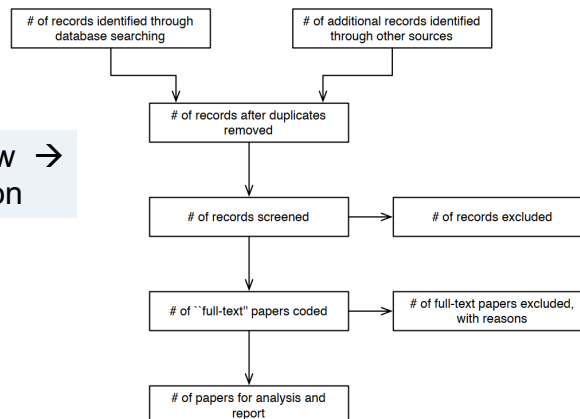 # of records identified through
database searching
# of additional records identified
through other sources
# of records after duplicates
removed
w →
on
# of records screened
# of records excluded
# of ``full-text" papers coded
# of full-text papers excluded,
with reasons
# of papers for analysis and
report